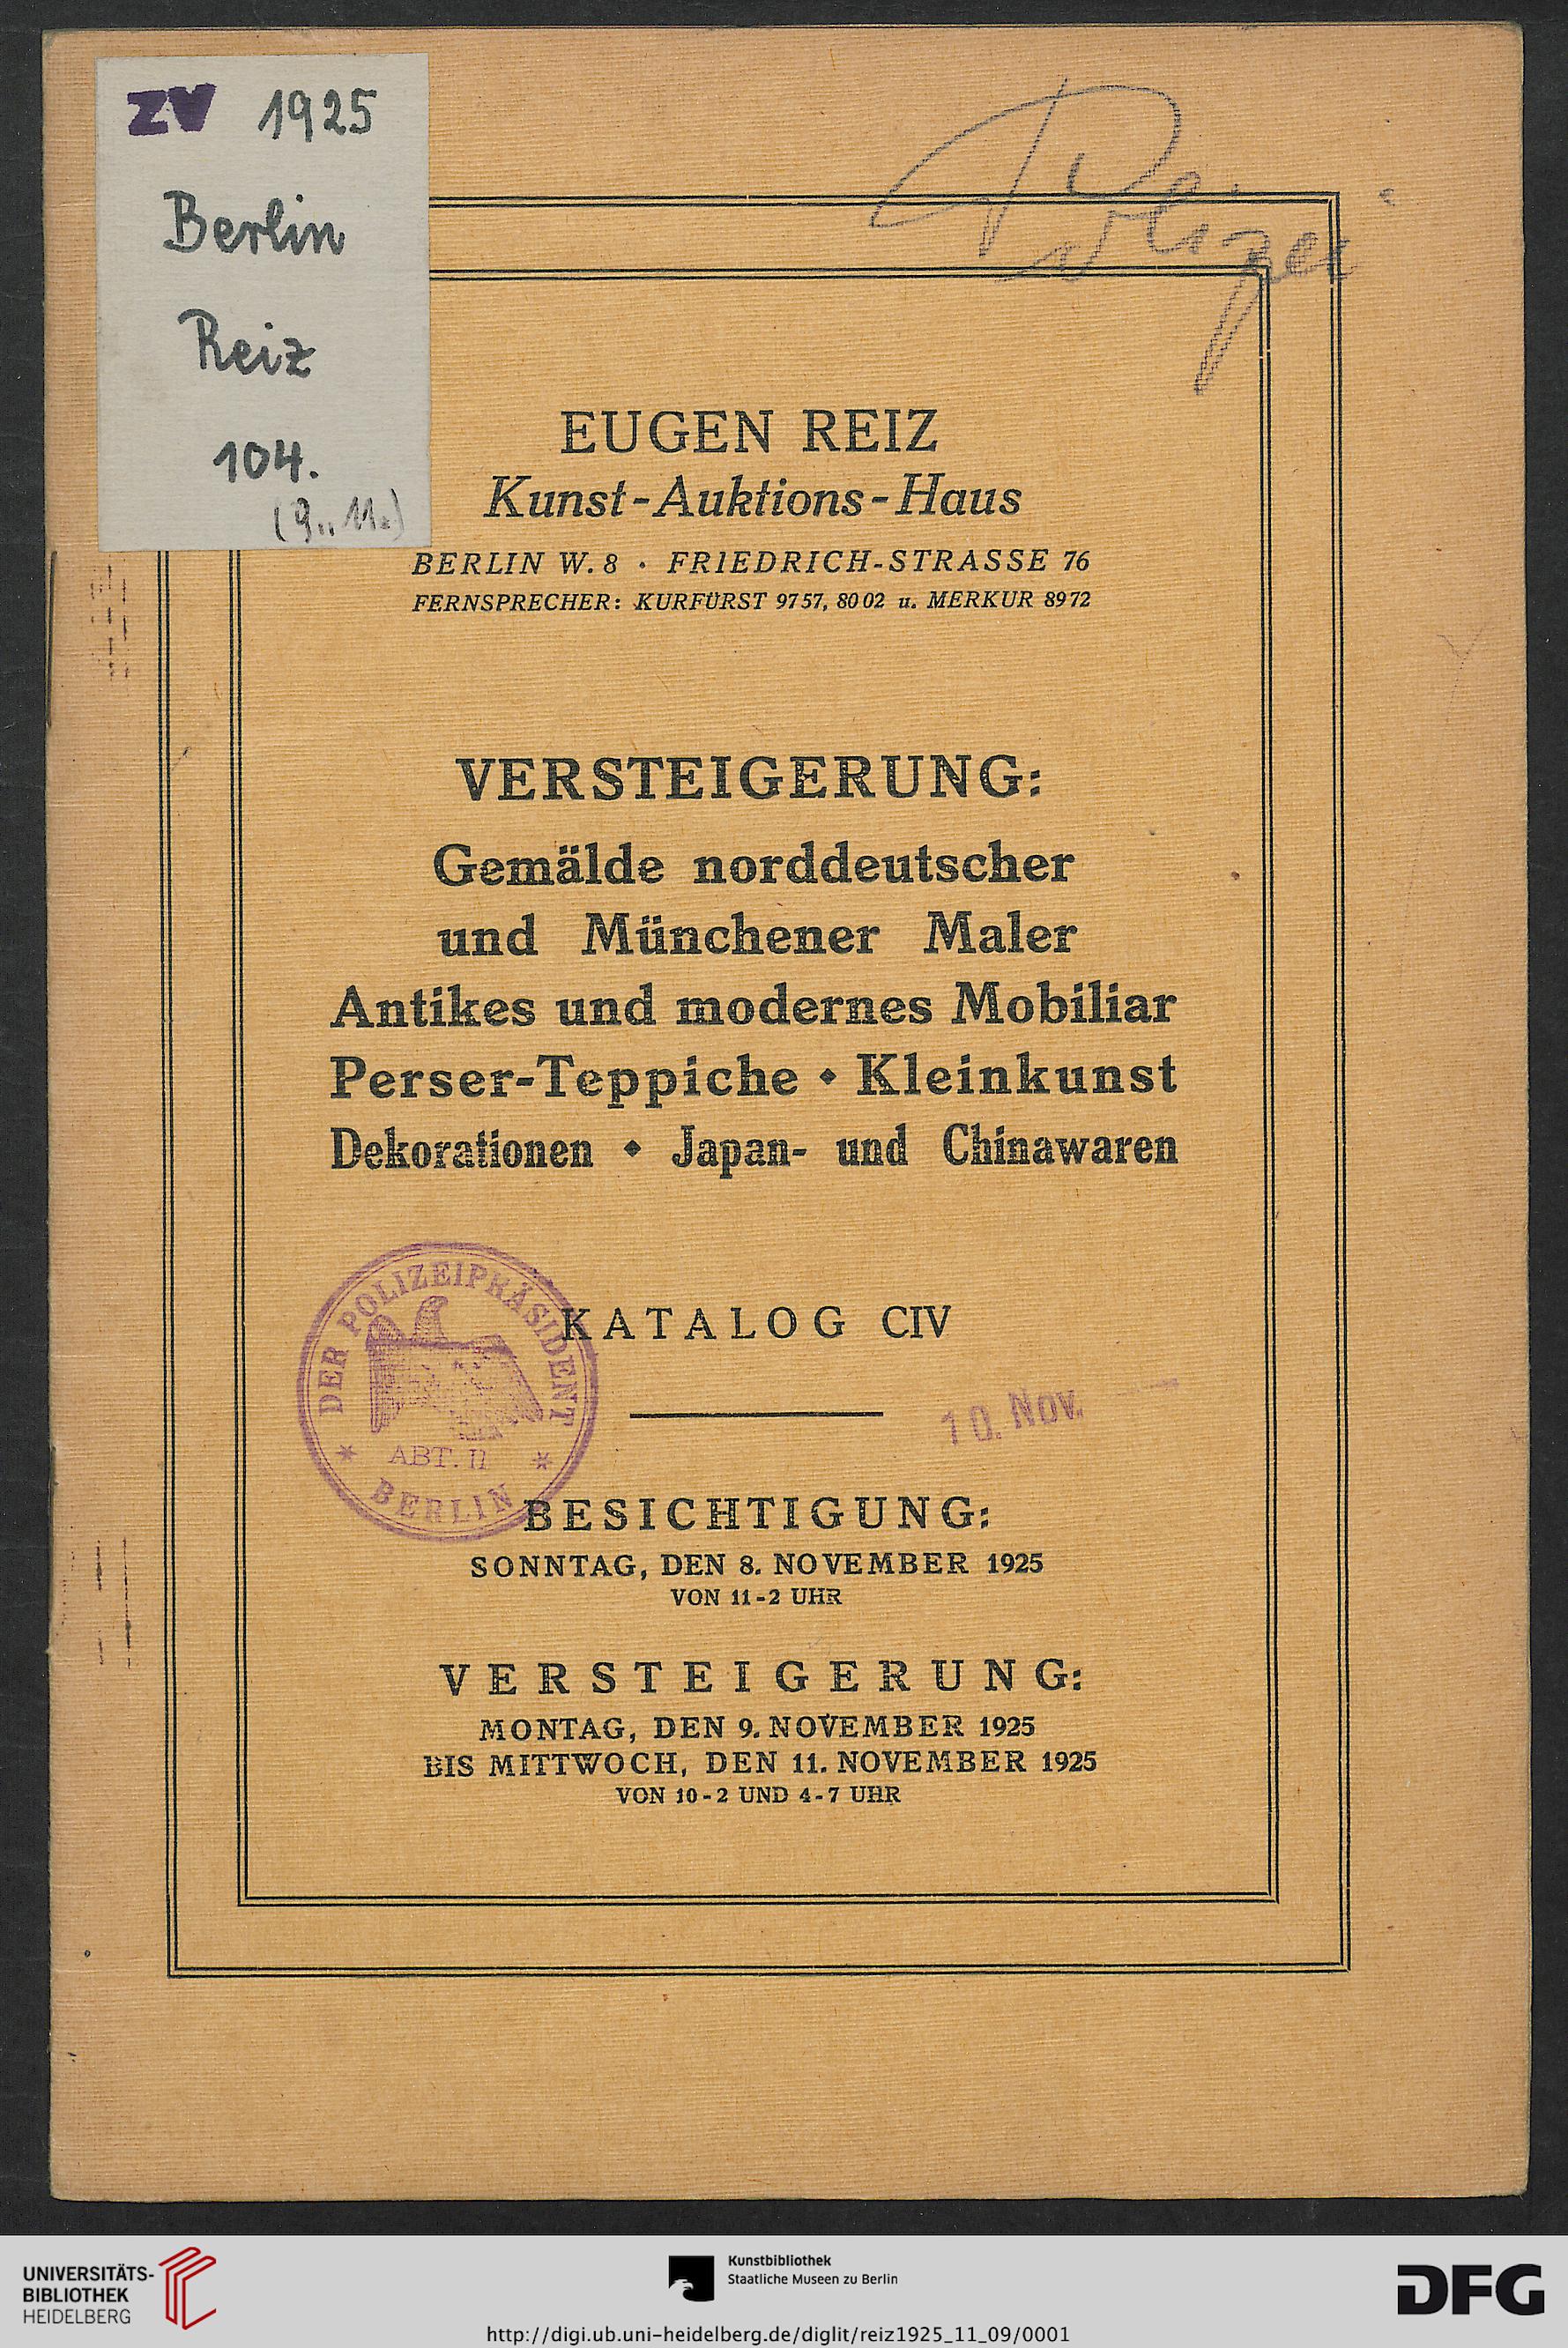 ZV 1925
Berlin
Reiz
104.
(9., 11.)
Polizei
EUGEN REIZ
Kunst-Auktions-Haus
BERLIN W. 8 · FRIEDRICH-STRASSE 76
FERNSPRECHER: KURFÜRST 9757, 8002 u. MERKUR 8972
VERSTEIGERUNG:
Gemälde norddeutscher
und Münchener Maler
Antikes und modernes Mobiliar
Perser-Teppiche ⬥ Kleinkunst
Dekorationen ⬥ Japan- und Chinawaren
DER POLIZEIPRÄSIDENT
* ABT. II *
BERLIN
KATALOG CIV
10. Nov.
BESICHTIGUNG:
SONNTAG, DEN 8. NOVEMBER 1925
VON 11-2 UHR
VERSTEIGERUNG:
MONTAG, DEN 9. NOVEMBER 1925
BIS MITTWOCH, DEN 11. NOVEMBER 1925
VON 10-2 UND 4-7 UHR
UNIVERSITÄTS-
BIBLIOTHEK
HEIDELBERG
Kunstbibliothek
Staatliche Museen zu Berlin
DFG
http://digi.ub.uni-heidelberg.de/diglit/reiz1925_11_09/0001